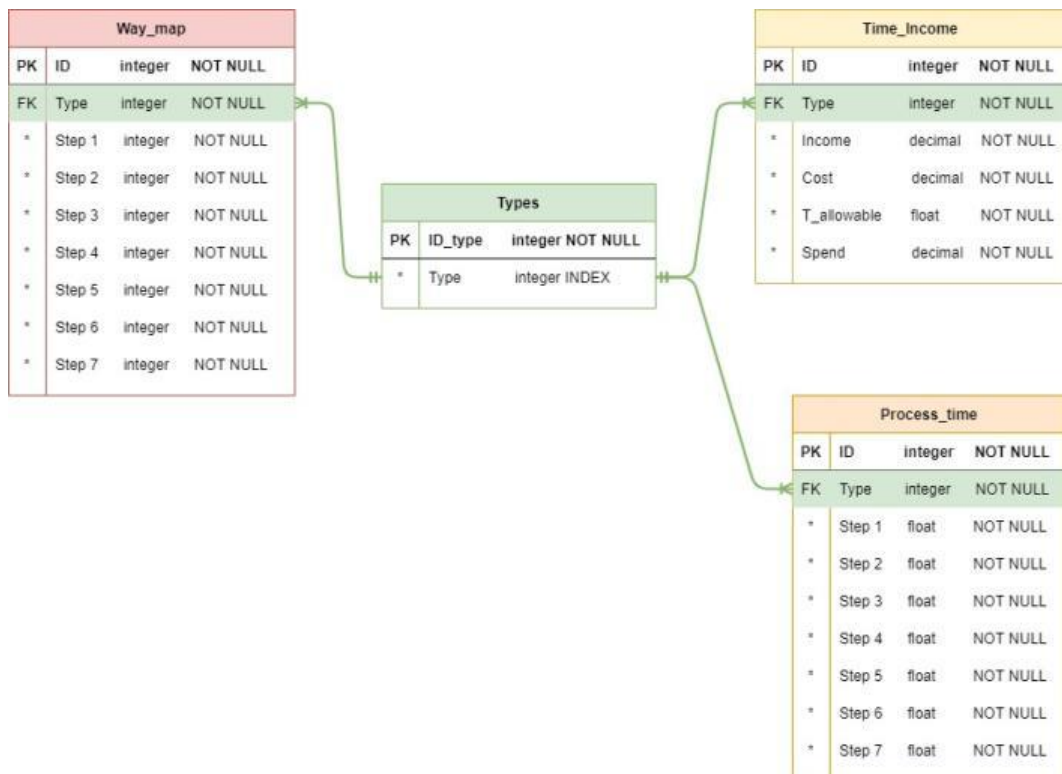 Way_map
PK ID integer NOT NULL
FK Type integer NOT NULL
* Step 1 integer NOT NULL
* Step 2 integer NOT NULL
* Step 3 integer NOT NULL
* Step 4 integer NOT NULL
* Step 5 integer NOT NULL
* Step 6 integer NOT NULL
* Step 7 integer NOT NULL
Types
PK ID_type integer NOT NULL
* Type integer INDEX
Time_Income
PK ID integer NOT NULL
FK Type integer NOT NULL
* Income decimal NOT NULL
* Cost decimal NOT NULL
* T_allowable float NOT NULL
* Spend decimal NOT NULL
Process_time
PK ID integer NOT NULL
FK Type integer NOT NULL
* Step 1 float NOT NULL
* Step 2 float NOT NULL
* Step 3 float NOT NULL
* Step 4 float NOT NULL
* Step 5 float NOT NULL
* Step 6 float NOT NULL
* Step 7 float NOT NULL